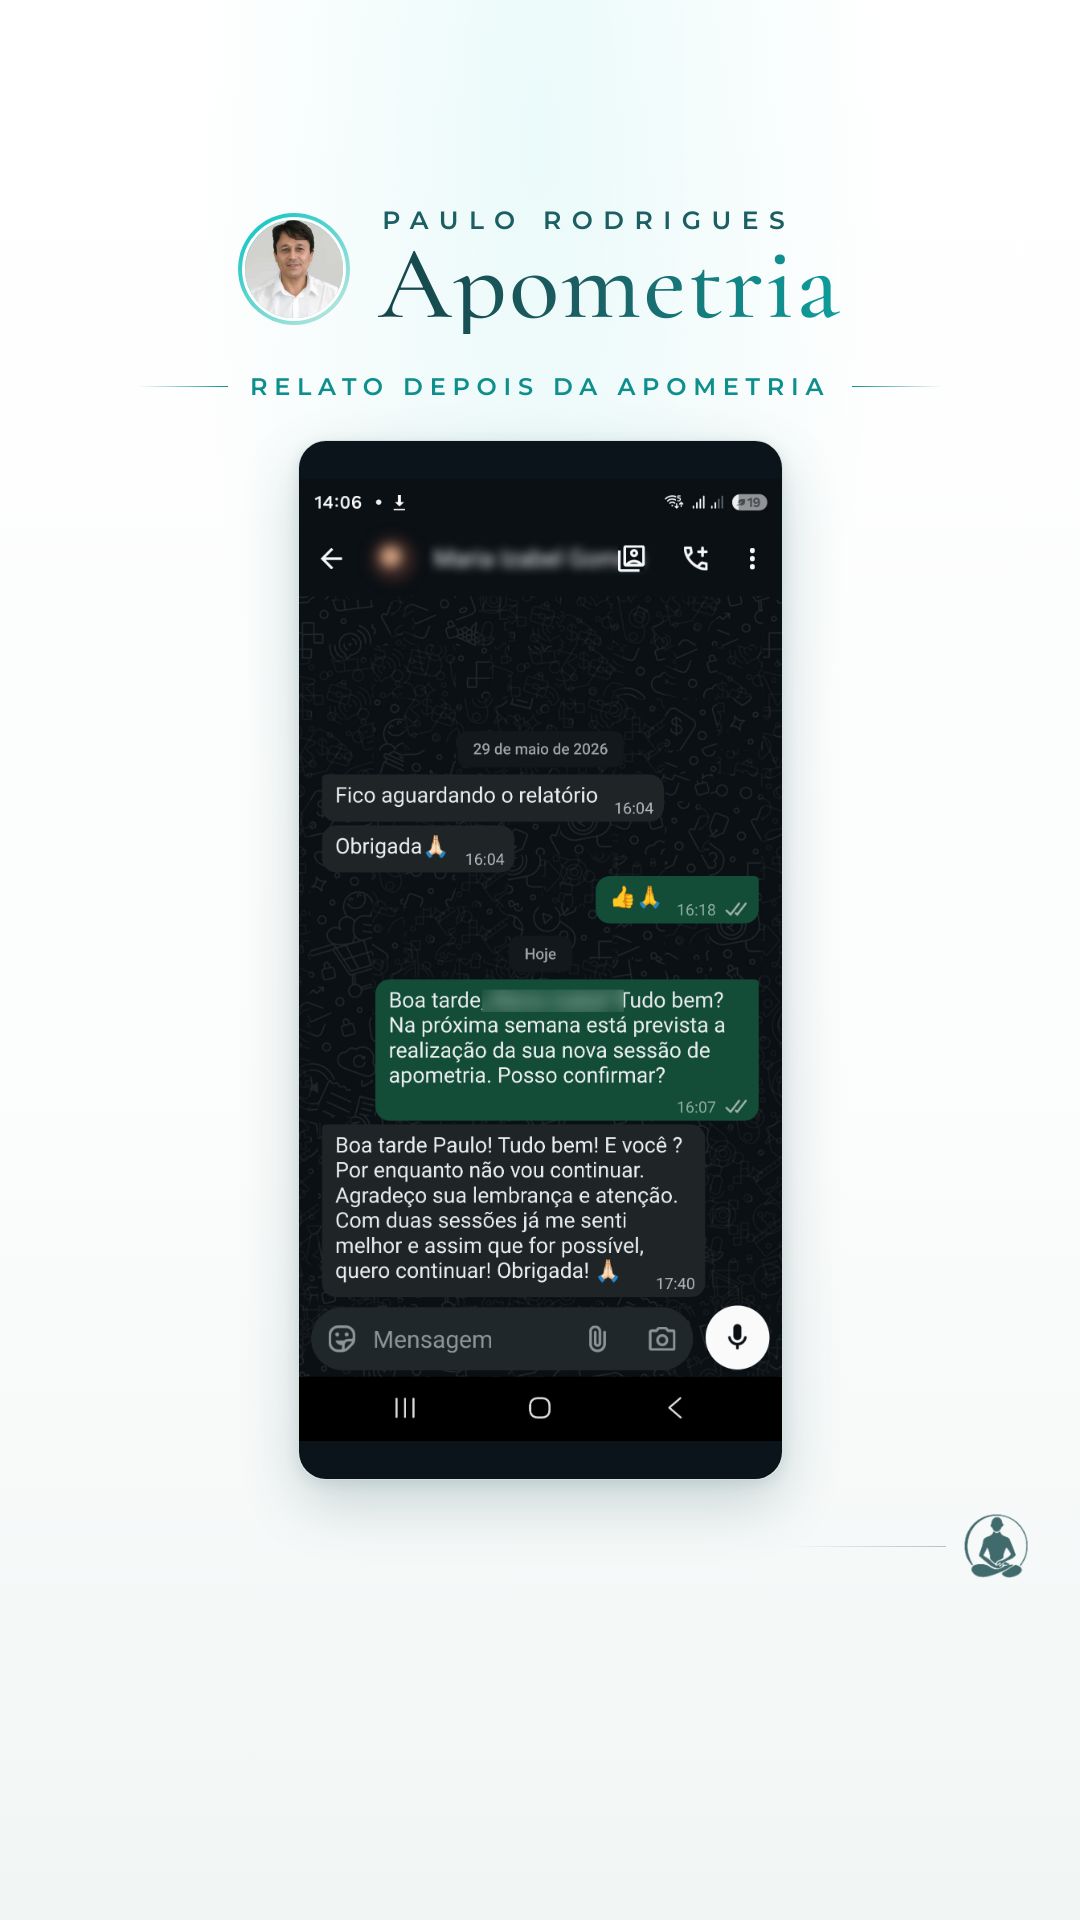 PAULO RODRIGUES
Apometria
RELATO DEPOIS DA APOMETRIA
14:06
19
29 de maio de 2026
Fico aguardando o relatório 16:04
Obrigada🙏🏻 16:04
👍🙏 16:18
Hoje
Boa tarde, Tudo bem?
Na próxima semana está prevista a
realização da sua nova sessão de
apometria. Posso confirmar?
16:07
Boa tarde Paulo! Tudo bem! E você ?
Por enquanto não vou continuar.
Agradeço sua lembrança e atenção.
Com duas sessões já me senti
melhor e assim que for possível,
quero continuar! Obrigada! 🙏🏻
17:40
Mensagem